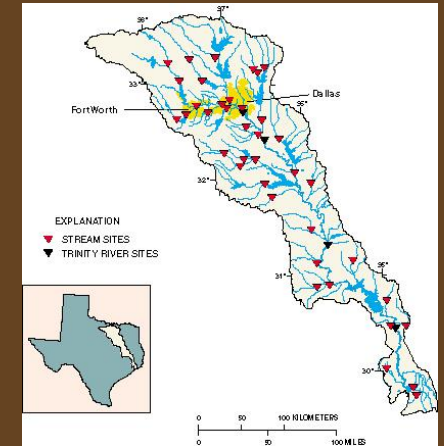 97°
98°
33°
Dallas
Fort Worth
32°
EXPLANATION
STREAM SITES
TRINITY RIVER SITES
31°
95°
30°
0 50 100 KILOMETERS
0 50 100 MILES